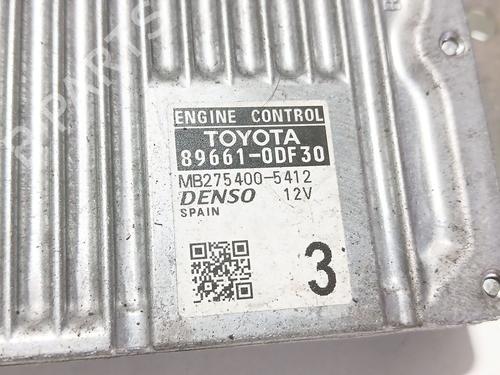 ENGINE CONTROL
TOYOTA
89661-0DF30
MB275400-5412
DENSO 12V
SPAIN
3